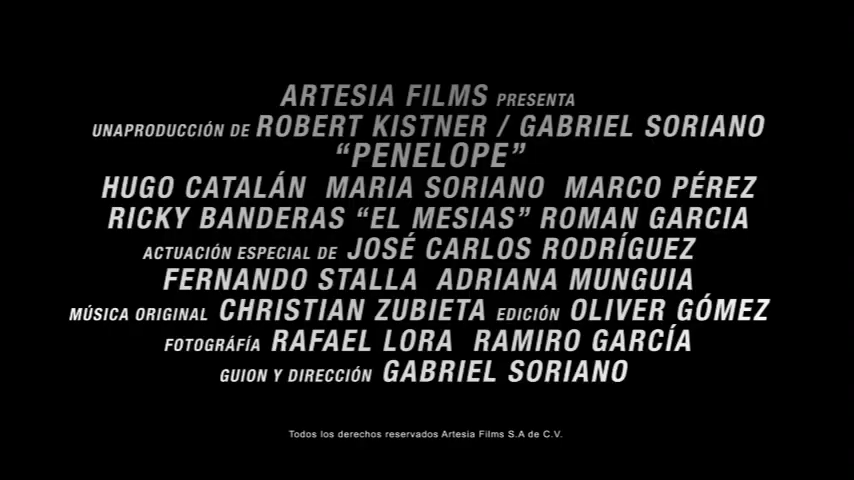 ARTESIA FILMS PRESENTA
UNAPRODUCCIÓN DE ROBERT KISTNER / GABRIEL SORIANO
“PENELOPE”
HUGO CATALÁN MARIA SORIANO MARCO PÉREZ
RICKY BANDERAS “EL MESIAS” ROMAN GARCIA
ACTUACIÓN ESPECIAL DE JOSÉ CARLOS RODRÍGUEZ
FERNANDO STALLA ADRIANA MUNGUIA
MÚSICA ORIGINAL CHRISTIAN ZUBIETA EDICIÓN OLIVER GÓMEZ
FOTOGRÁFÍA RAFAEL LORA RAMIRO GARCÍA
GUION Y DIRECCIÓN GABRIEL SORIANO
Todos los derechos reservados Artesia Films S.A de C.V.